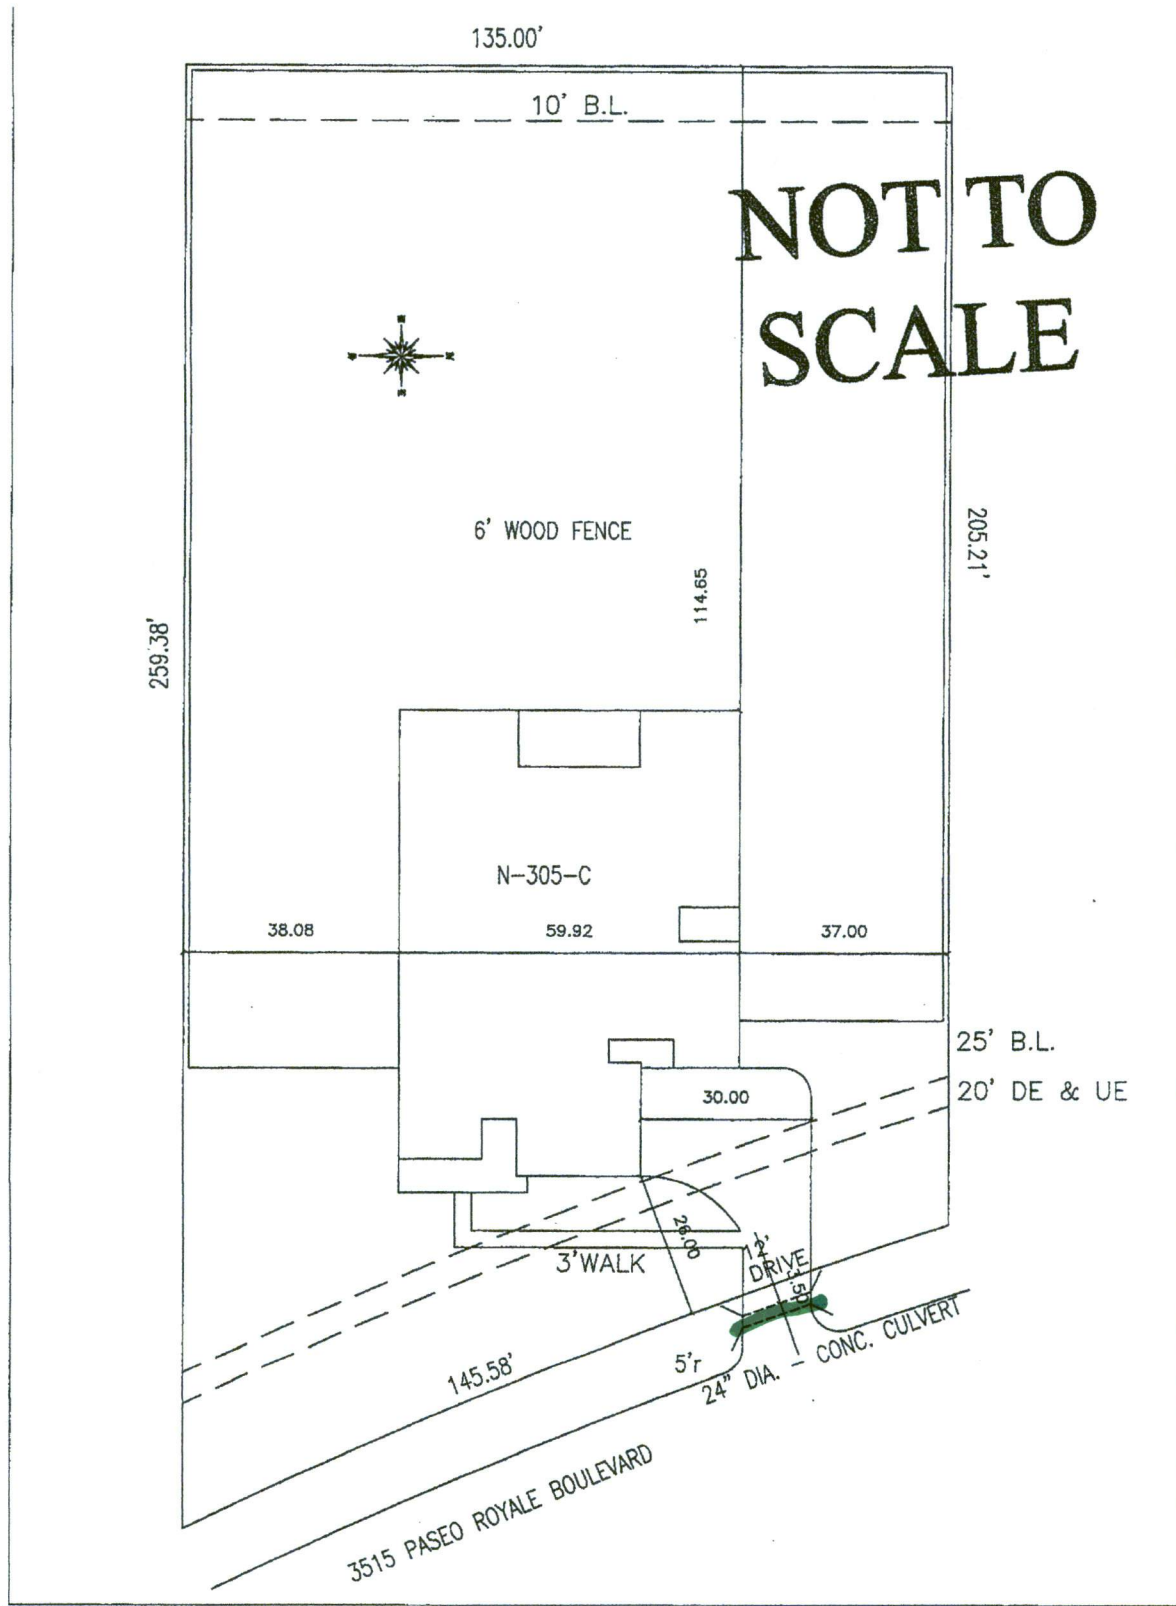 135.00'
10' B.L.
NOT TO
SCALE
6' WOOD FENCE
205.21'
114.65
259.38'
N-305-C
38.08
59.92
37.00
25' B.L.
20' DE & UE
30.00
26.00
12'
DRIVE
3.50
3'WALK
5'r
145.58'
24" DIA. - CONC. CULVERT
3515 PASEO ROYALE BOULEVARD